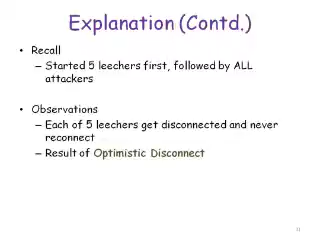 Explanation (Contd.)
• Recall
– Started 5 leechers first, followed by ALL
attackers
• Observations
– Each of 5 leechers get disconnected and never
reconnect
– Result of Optimistic Disconnect